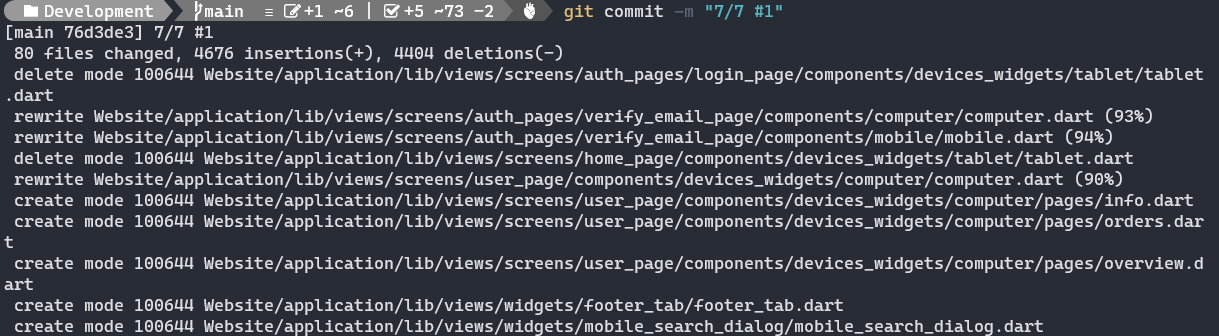 Development main ≡ +1 ~6 | +5 ~73 -2 git commit -m "7/7 #1"
[main 76d3de3] 7/7 #1
80 files changed, 4676 insertions(+), 4404 deletions(-)
delete mode 100644 Website/application/lib/views/screens/auth_pages/login_page/components/devices_widgets/tablet/tablet
.dart
rewrite Website/application/lib/views/screens/auth_pages/verify_email_page/components/computer/computer.dart (93%)
rewrite Website/application/lib/views/screens/auth_pages/verify_email_page/components/mobile/mobile.dart (94%)
delete mode 100644 Website/application/lib/views/screens/home_page/components/devices_widgets/tablet/tablet.dart
rewrite Website/application/lib/views/screens/user_page/components/devices_widgets/computer/computer.dart (90%)
create mode 100644 Website/application/lib/views/screens/user_page/components/devices_widgets/computer/pages/info.dart
create mode 100644 Website/application/lib/views/screens/user_page/components/devices_widgets/computer/pages/orders.dar
t
create mode 100644 Website/application/lib/views/screens/user_page/components/devices_widgets/computer/pages/overview.d
art
create mode 100644 Website/application/lib/views/widgets/footer_tab/footer_tab.dart
create mode 100644 Website/application/lib/views/widgets/mobile_search_dialog/mobile_search_dialog.dart